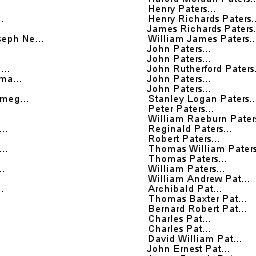 Henry Paters...
Henry Richards Paters..
James Richards Paters..
seph Ne... William James Paters..
John Paters...
John Paters...
... John Rutherford Paters.
ma... John Paters...
John Paters...
meg... Stanley Logan Paters...
Peter Paters...
William Raeburn Paters
... Reginald Paters...
Robert Paters...
... Thomas William Paters
Thomas Paters...
.. William Paters...
William Andrew Pat...
.. Archibald Pat...
Thomas Baxter Pat...
Bernard Robert Pat...
Charles Pat...
Charles Pat...
David William Pat...
John Ernest Pat...